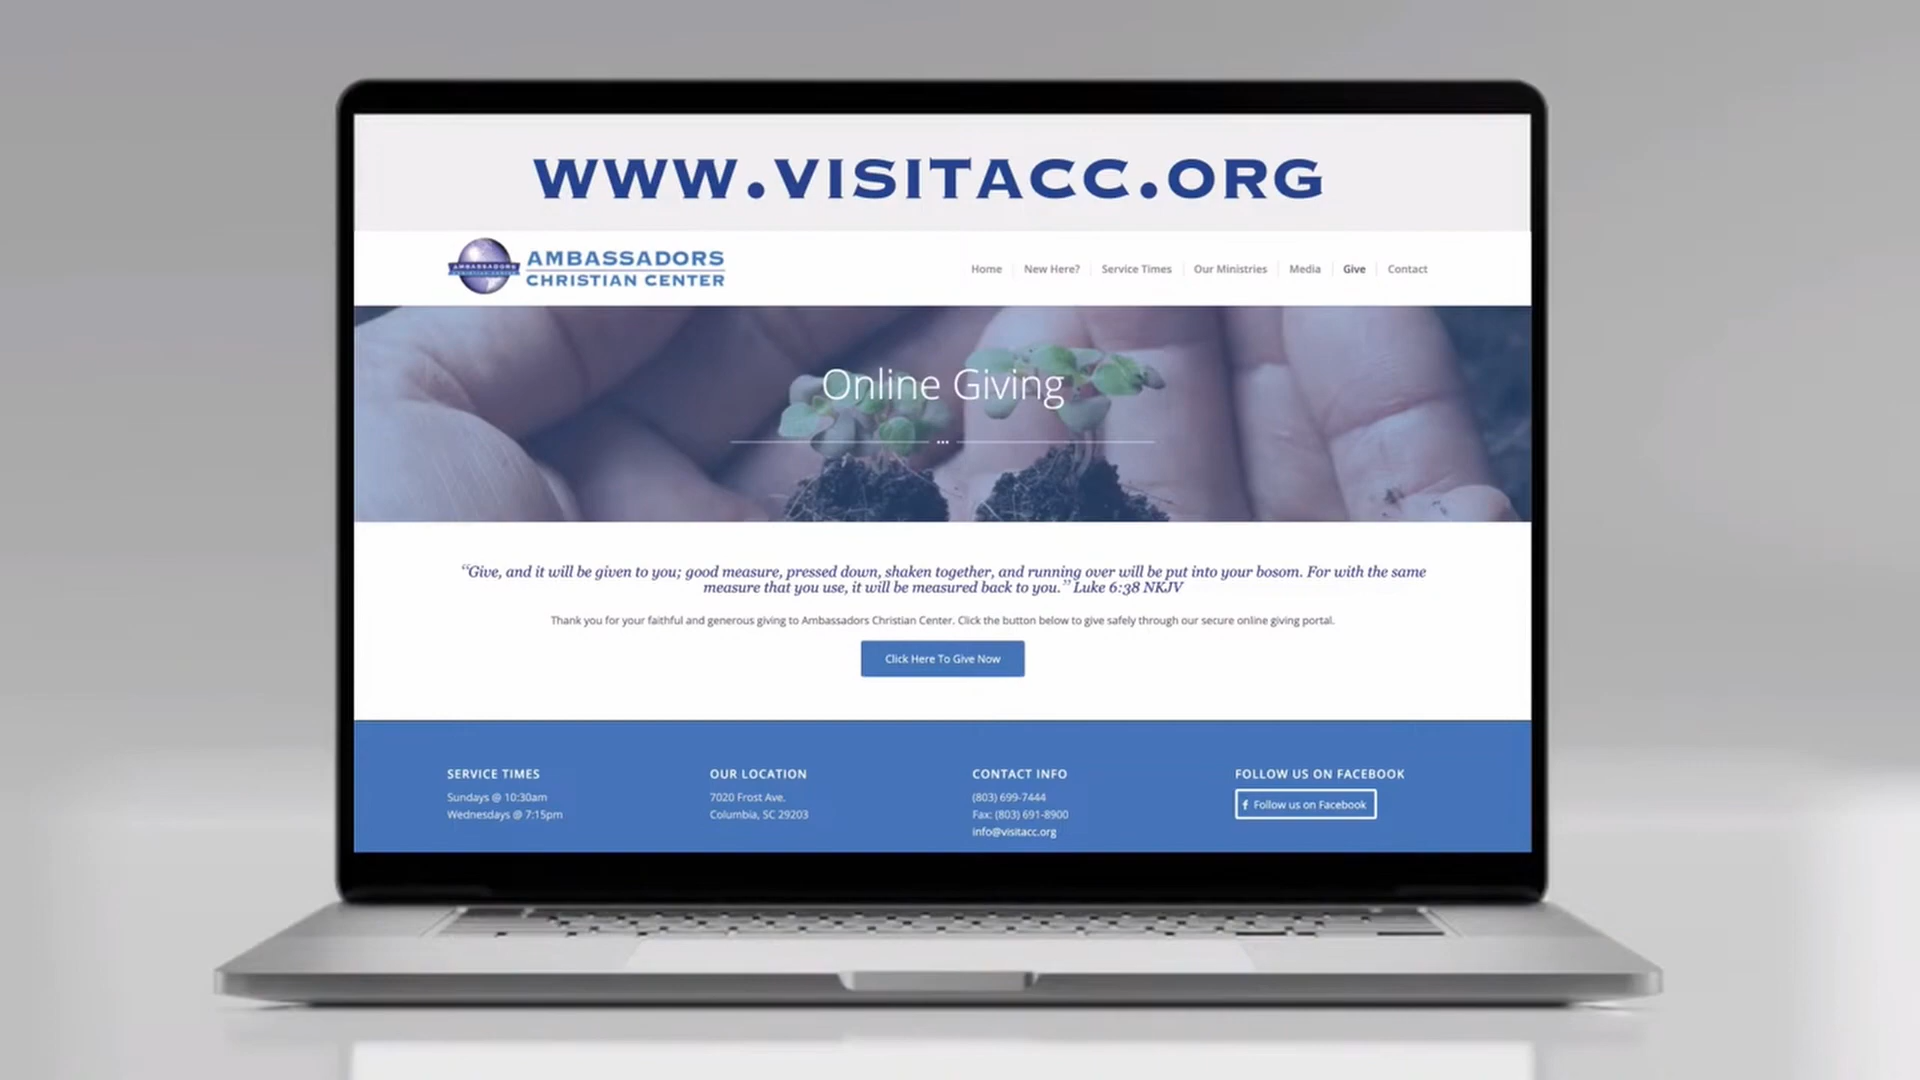 WWW.VISITACC.ORG
AMBASSADORS
CHRISTIAN CENTER
AMBASSADORS
CHRISTIAN CENTER
Home New Here? Service Times Our Ministries Media Give Contact
Online Giving
“Give, and it will be given to you; good measure, pressed down, shaken together, and running over will be put into your bosom. For with the same
measure that you use, it will be measured back to you.” Luke 6:38 NKJV
Thank you for your faithful and generous giving to Ambassadors Christian Center. Click the button below to give safely through our secure online giving portal.
Click Here To Give Now
SERVICE TIMES
Sundays @ 10:30am
Wednesdays @ 7:15pm
OUR LOCATION
7020 Frost Ave.
Columbia, SC 29203
CONTACT INFO
(803) 699-7444
Fax: (803) 691-8900
info@visitacc.org
FOLLOW US ON FACEBOOK
f Follow us on Facebook